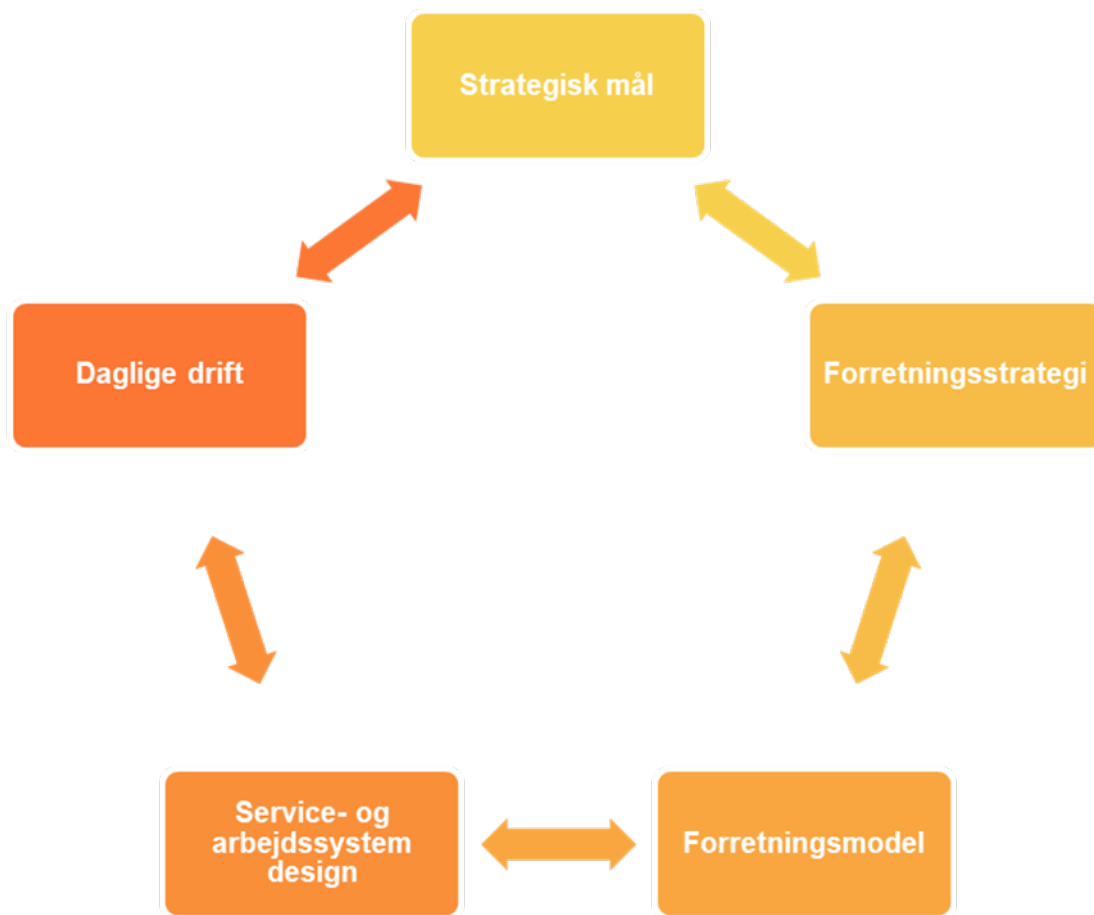 Strategisk mål
Daglige drift
Forretningsstrategi
Service- og
arbejdssystem
design
Forretningsmodel